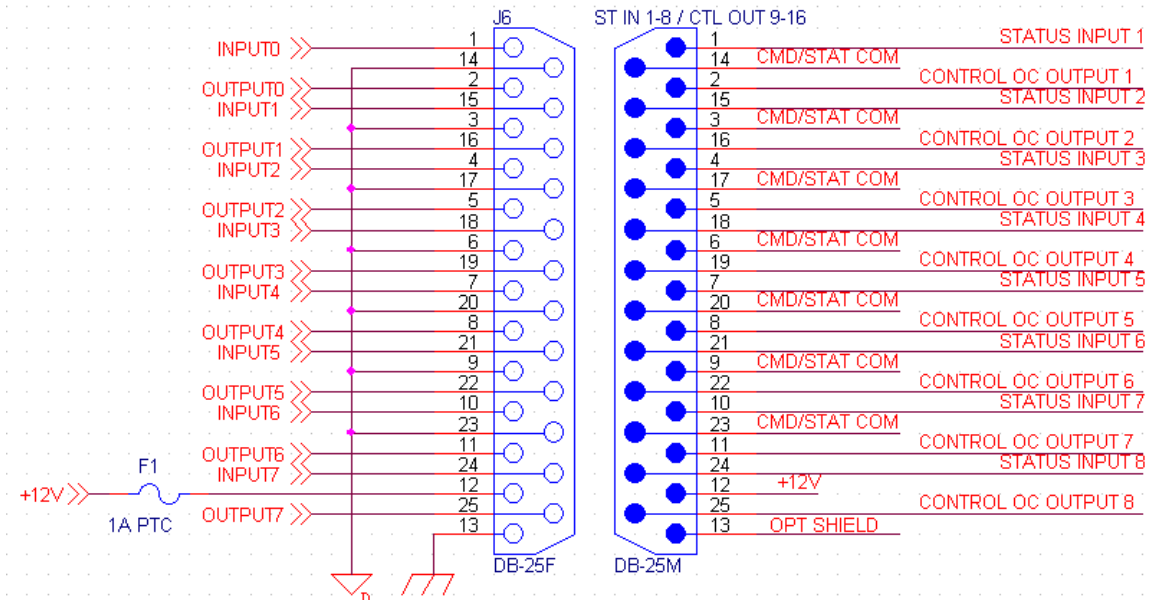 J6 ST IN 1-8 / CTL OUT 9-16
INPUT0 1 1 STATUS INPUT 1
14 14 CMD/STAT COM
OUTPUT0 2 2 CONTROL OC OUTPUT 1
INPUT1 15 15 STATUS INPUT 2
3 3 CMD/STAT COM
OUTPUT1 16 16 CONTROL OC OUTPUT 2
INPUT2 4 4 STATUS INPUT 3
17 17 CMD/STAT COM
OUTPUT2 5 5 CONTROL OC OUTPUT 3
INPUT3 18 18 STATUS INPUT 4
6 6 CMD/STAT COM
OUTPUT3 19 19 CONTROL OC OUTPUT 4
INPUT4 7 7 STATUS INPUT 5
20 20 CMD/STAT COM
OUTPUT4 8 8 CONTROL OC OUTPUT 5
INPUT5 21 21 STATUS INPUT 6
9 9 CMD/STAT COM
OUTPUT5 22 22 CONTROL OC OUTPUT 6
INPUT6 10 10 STATUS INPUT 7
23 23 CMD/STAT COM
OUTPUT6 11 11 CONTROL OC OUTPUT 7
F1
INPUT7 24 24 STATUS INPUT 8
+12V 12 12 +12V
OUTPUT7 25 25 CONTROL OC OUTPUT 8
1A PTC 13 13 OPT SHIELD
DB-25F DB-25M
D